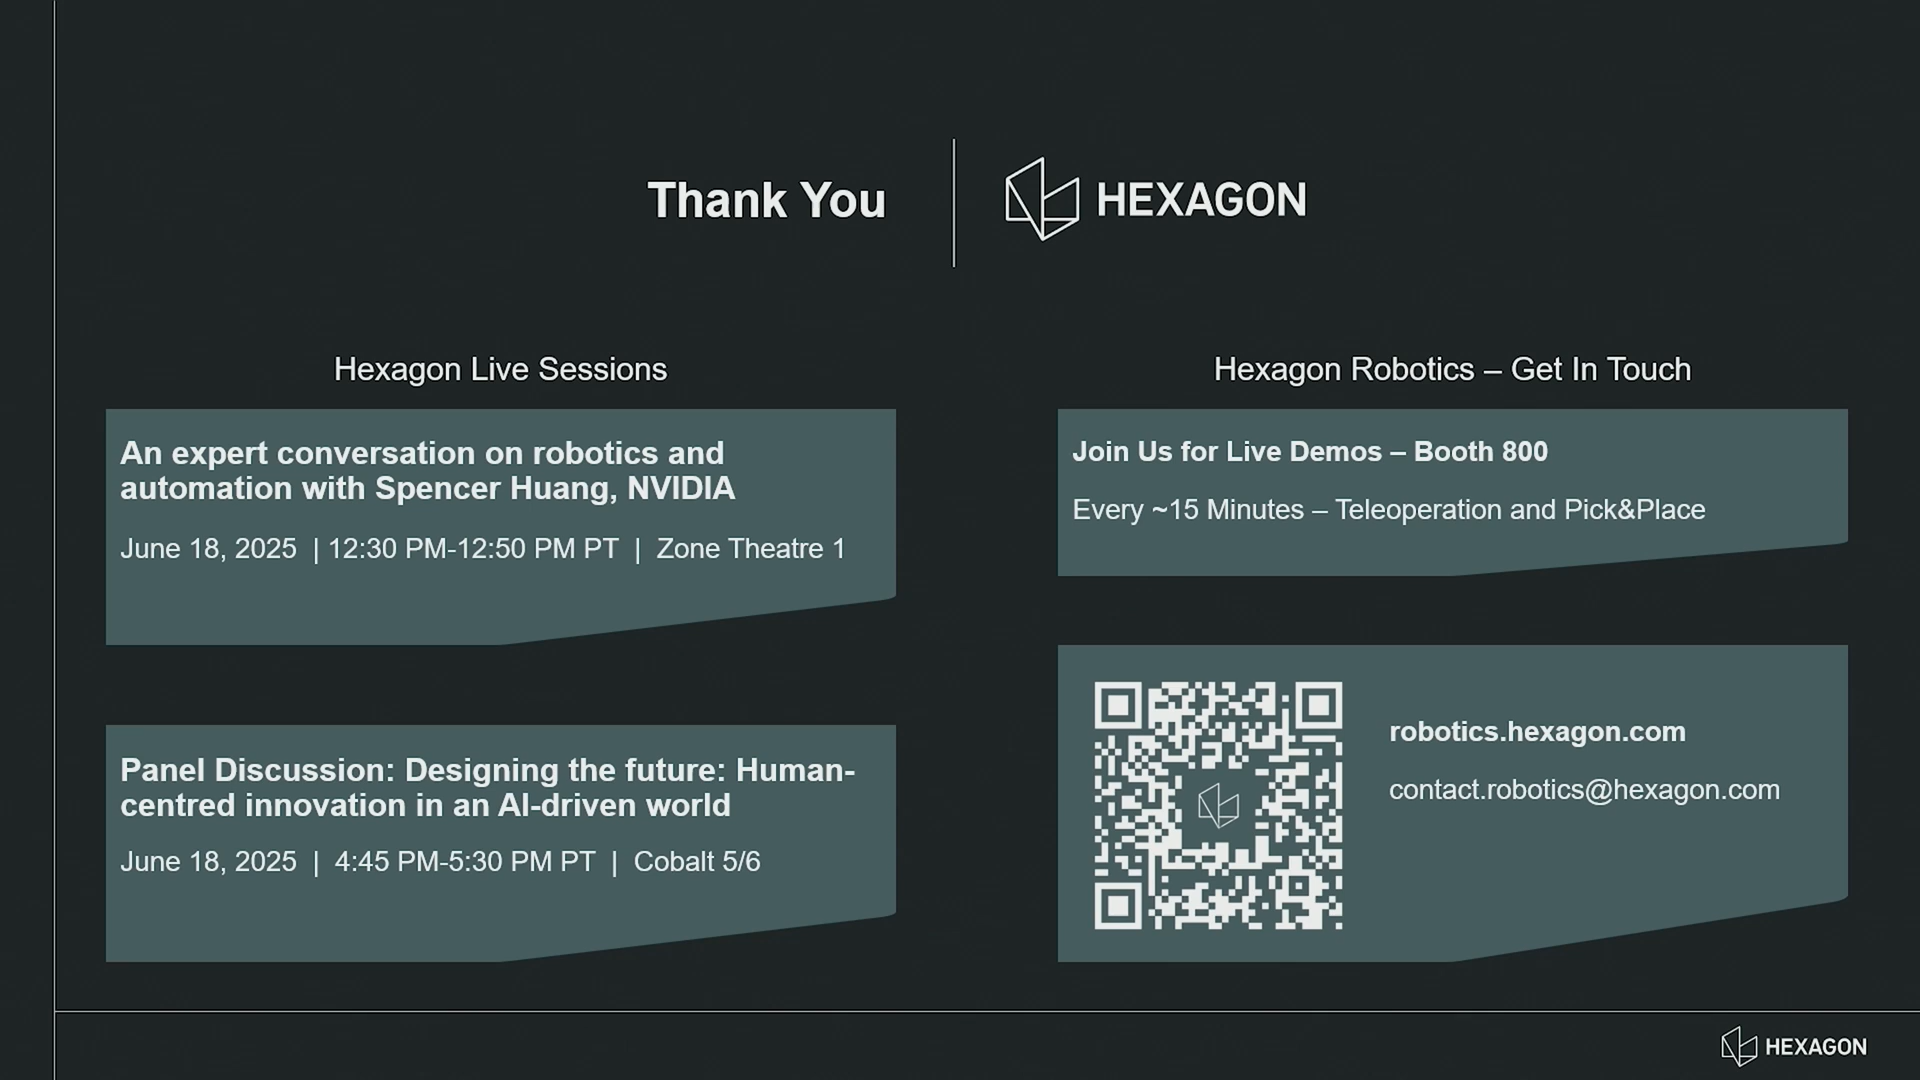 Thank You
HEXAGON
Hexagon Live Sessions
An expert conversation on robotics and
automation with Spencer Huang, NVIDIA
June 18, 2025 | 12:30 PM-12:50 PM PT | Zone Theatre 1
Panel Discussion: Designing the future: Human-
centred innovation in an AI-driven world
June 18, 2025 | 4:45 PM-5:30 PM PT | Cobalt 5/6
Hexagon Robotics – Get In Touch
Join Us for Live Demos – Booth 800
Every ~15 Minutes – Teleoperation and Pick&Place
robotics.hexagon.com
contact.robotics@hexagon.com
HEXAGON